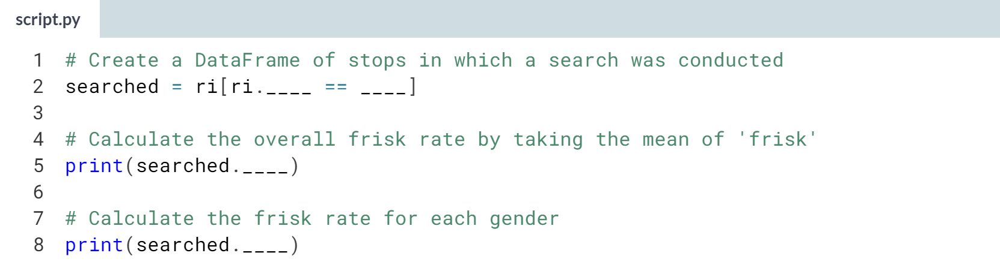 script.py
1 # Create a DataFrame of stops in which a search was conducted
2 searched = ri[ri.____ == ____]
3
4 # Calculate the overall frisk rate by taking the mean of 'frisk'
5 print(searched.____)
6
7 # Calculate the frisk rate for each gender
8 print(searched.____)